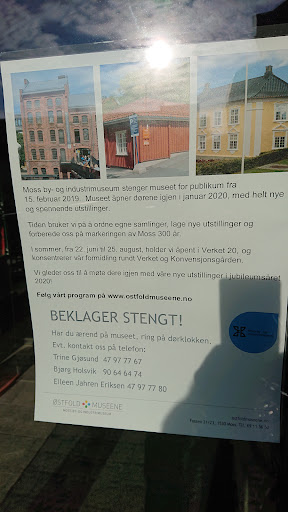 Moss by- og industrimuseum stenger museet for publikum fra
15. februar 2019. Museet åpner dørene igjen i januar 2020, med helt nye
og spennende utstillinger.
Tiden bruker vi på å ordne egne samlinger, lage nye utstillinger og
forberede oss på markeringen av Moss 300 år.
I sommer, fra 22. juni til 25. august, holder vi åpent i Verket 20, og
konsentrerer vår formidling rundt Verket og Konvensjonsgården.
Vi gleder oss til å møte dere igjen med våre nye utstillinger i jubileumsåret
2020!
Følg vårt program på www.ostfoldmuseene.no
BEKLAGER STENGT!
Har du ærend på museet, ring på dørklokken.
Evt. kontakt oss på telefon:
Trine Gjøsund 47 97 77 67
Bjørg Holsvik 90 64 64 74
Eileen Jahren Eriksen 47 97 77 80
ØSTFOLD MUSEENE